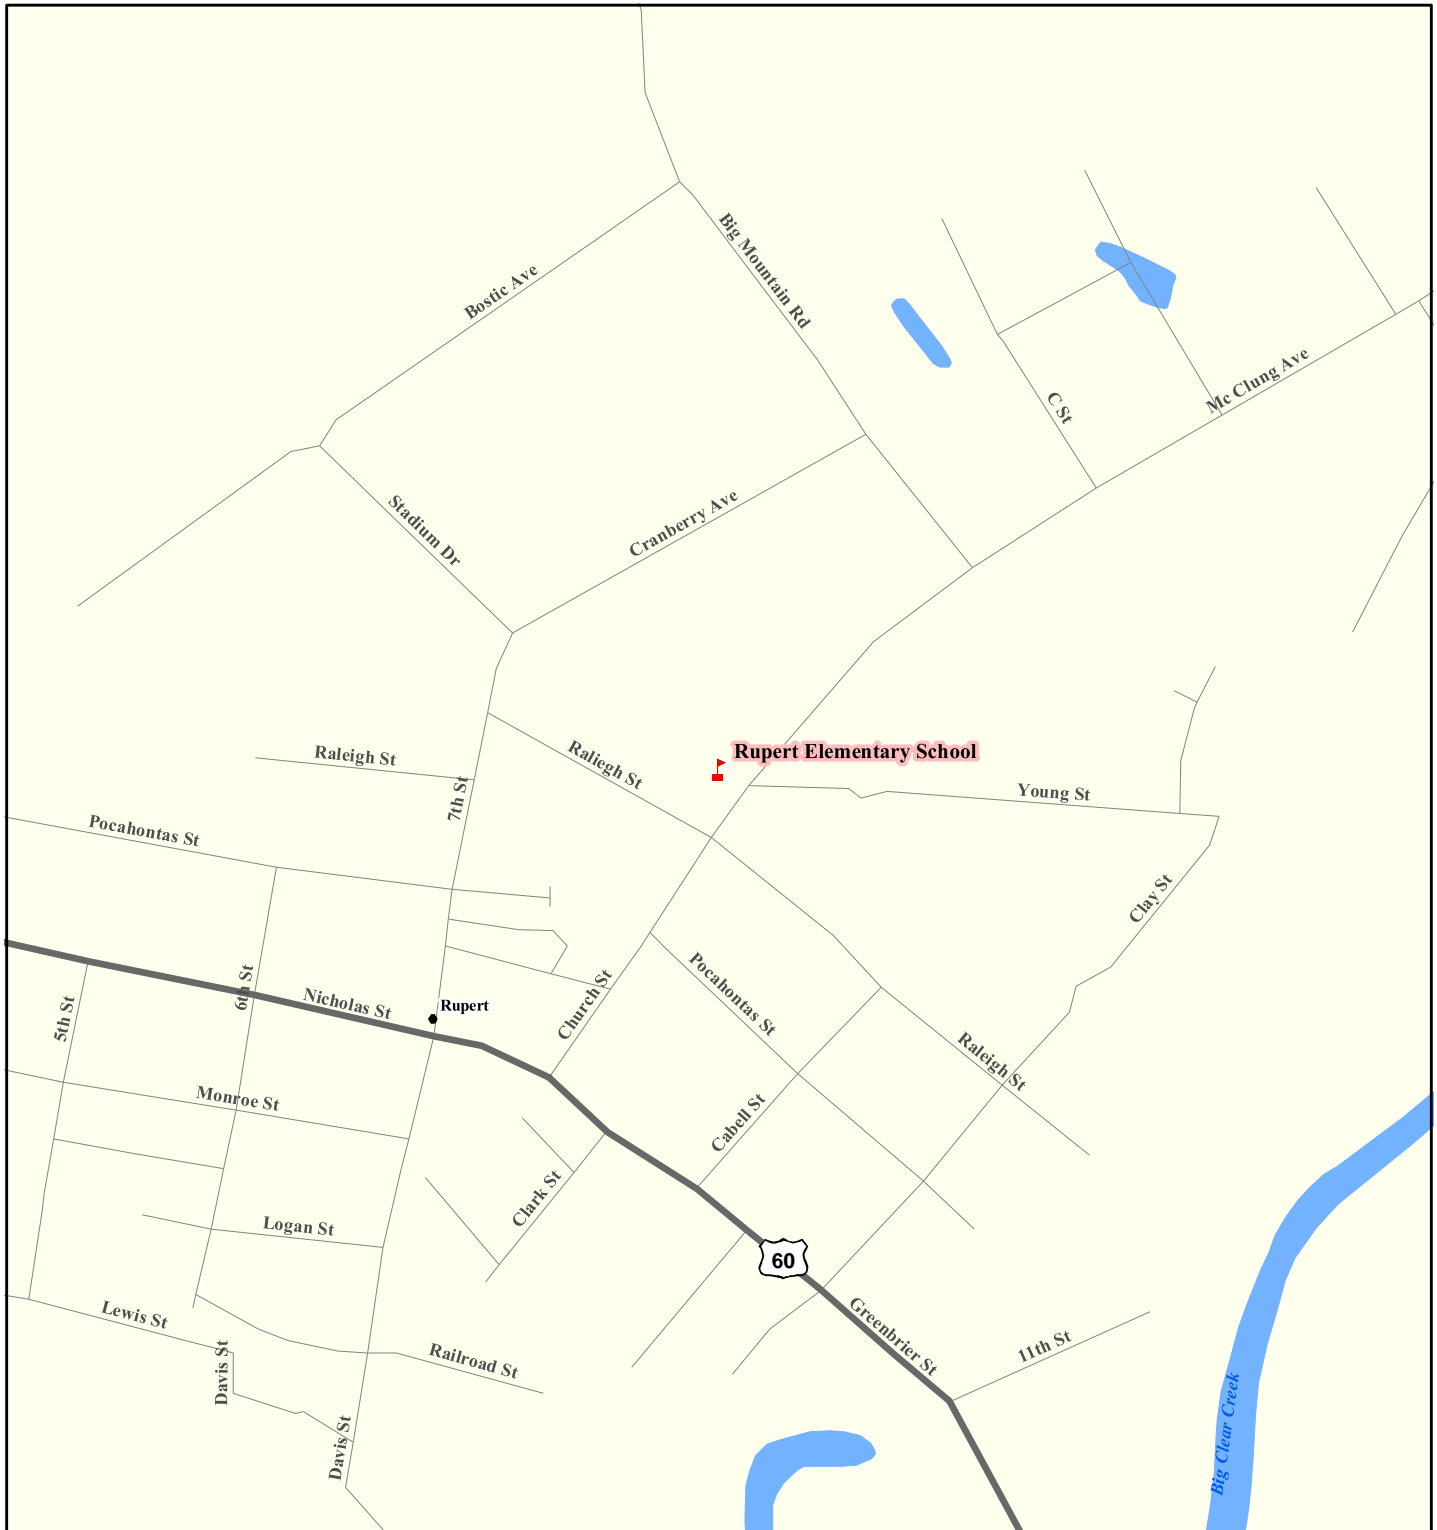 Big Mountain Rd
Bostic Ave
Mc Clung Ave
C St
Stadium Dr
Cranberry Ave
Raleigh St
Raliegh St
Rupert Elementary School
7th St
Young St
Pocahontas St
Clay St
6th St
Nicholas St
Rupert
5th St
Church St
Pocahontas St
Raleigh St
Monroe St
Cabell St
Clark St
Logan St
60
Lewis St
Greenbrier St
11th St
Davis St
Railroad St
Davis St
Big Clear Creek